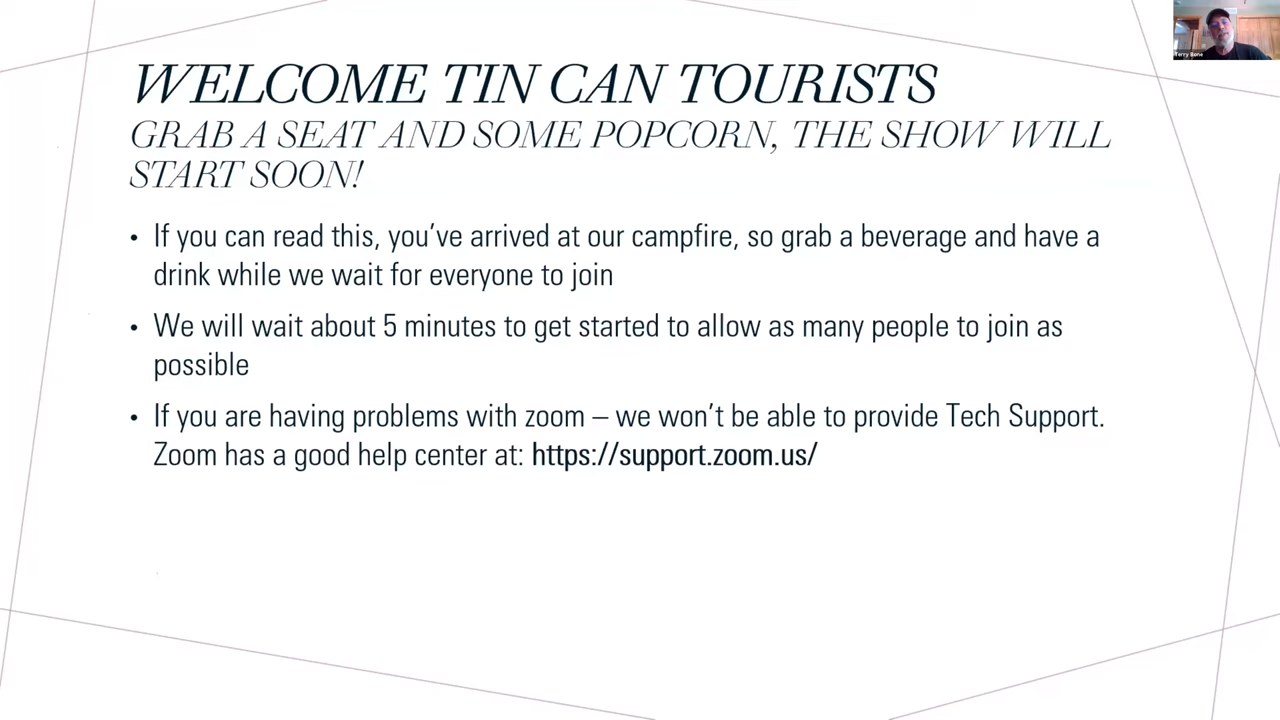 WELCOME TIN CAN TOURISTS
GRAB A SEAT AND SOME POPCORN, THE SHOW WILL
START SOON!
• If you can read this, you’ve arrived at our campfire, so grab a beverage and have a
drink while we wait for everyone to join
• We will wait about 5 minutes to get started to allow as many people to join as
possible
• If you are having problems with zoom – we won’t be able to provide Tech Support.
Zoom has a good help center at: https://support.zoom.us/
Terry Bone